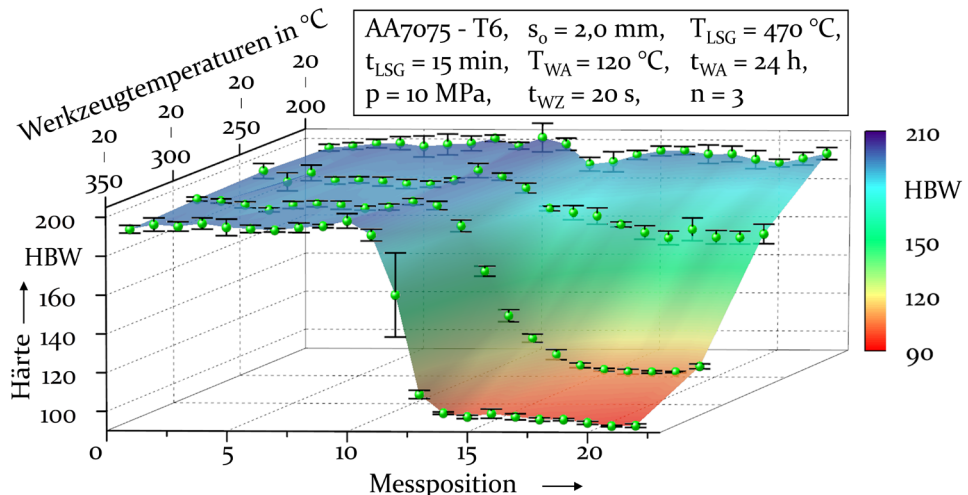 Werkzeugtemperaturen in °C
20 – 350
20 – 300
20 – 250
20 – 200
AA7075 - T6, s₀ = 2,0 mm, T_LSG = 470 °C,
t_LSG = 15 min, T_WA = 120 °C, t_WA = 24 h,
p = 10 MPa, t_WZ = 20 s, n = 3
200
HBW
160
140
120
100
Härte
0 5 10 15 20
Messposition
210
HBW
150
120
90